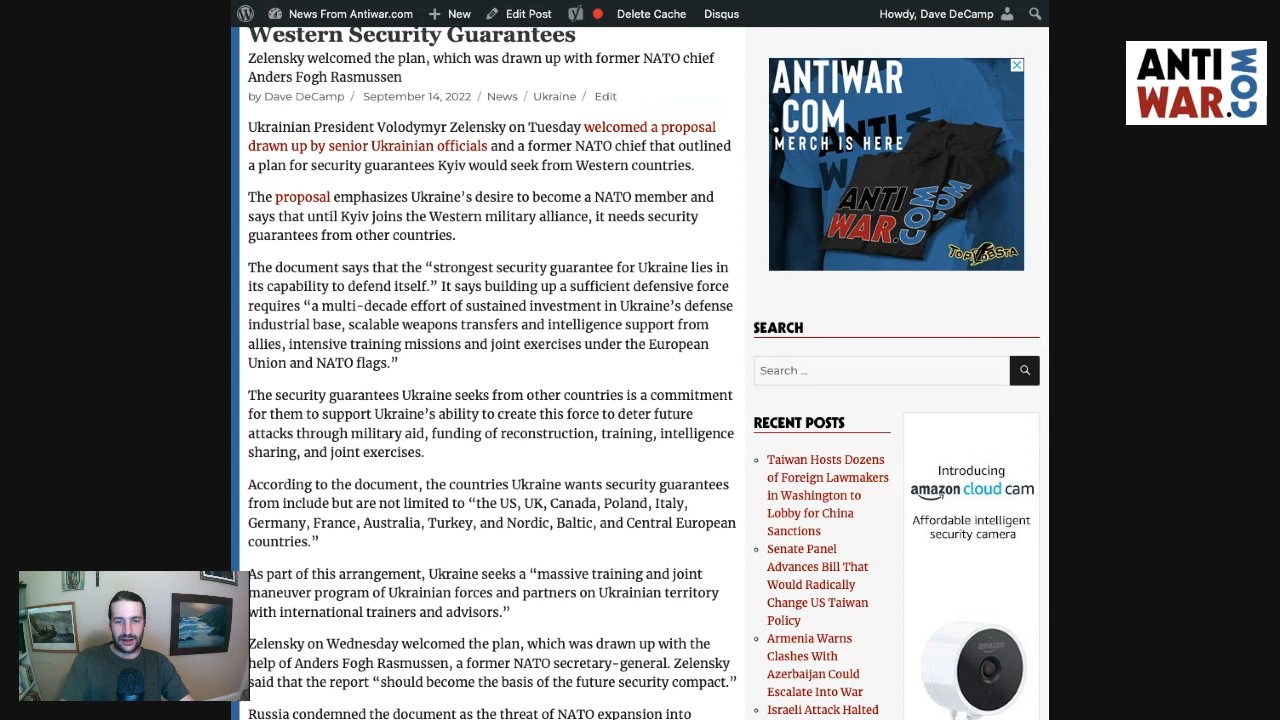 News From Antiwar.com
New
Edit Post
Delete Cache
Disqus
Howdy, Dave DeCamp
Western Security Guarantees
Zelensky welcomed the plan, which was drawn up with former NATO chief
Anders Fogh Rasmussen
by Dave DeCamp / September 14, 2022 / News / Ukraine / Edit
Ukrainian President Volodymyr Zelensky on Tuesday welcomed a proposal
drawn up by senior Ukrainian officials and a former NATO chief that outlined
a plan for security guarantees Kyiv would seek from Western countries.
The proposal emphasizes Ukraine’s desire to become a NATO member and
says that until Kyiv joins the Western military alliance, it needs security
guarantees from other countries.
The document says that the “strongest security guarantee for Ukraine lies in
its capability to defend itself.” It says building up a sufficient defensive force
requires “a multi-decade effort of sustained investment in Ukraine’s defense
industrial base, scalable weapons transfers and intelligence support from
allies, intensive training missions and joint exercises under the European
Union and NATO flags.”
The security guarantees Ukraine seeks from other countries is a commitment
for them to support Ukraine’s ability to create this force to deter future
attacks through military aid, funding of reconstruction, training, intelligence
sharing, and joint exercises.
According to the document, the countries Ukraine wants security guarantees
from include but are not limited to “the US, UK, Canada, Poland, Italy,
Germany, France, Australia, Turkey, and Nordic, Baltic, and Central European
countries.”
As part of this arrangement, Ukraine seeks a “massive training and joint
maneuver program of Ukrainian forces and partners on Ukrainian territory
with international trainers and advisors.”
Zelensky on Wednesday welcomed the plan, which was drawn up with the
help of Anders Fogh Rasmussen, a former NATO secretary-general. Zelensky
said that the report “should become the basis of the future security compact.”
Russia condemned the document as the threat of NATO expansion into
ANTIWAR
.COM
MERCH IS HERE
ANTI
WAR.COM
TOPLOBSTA
SEARCH
Search ...
RECENT POSTS
Taiwan Hosts Dozens
of Foreign Lawmakers
in Washington to
Lobby for China
Sanctions
Senate Panel
Advances Bill That
Would Radically
Change US Taiwan
Policy
Armenia Warns
Clashes With
Azerbaijan Could
Escalate Into War
Israeli Attack Halted
Introducing
amazon cloud cam
Affordable intelligent
security camera
amazon
ANTI
WAR.COM